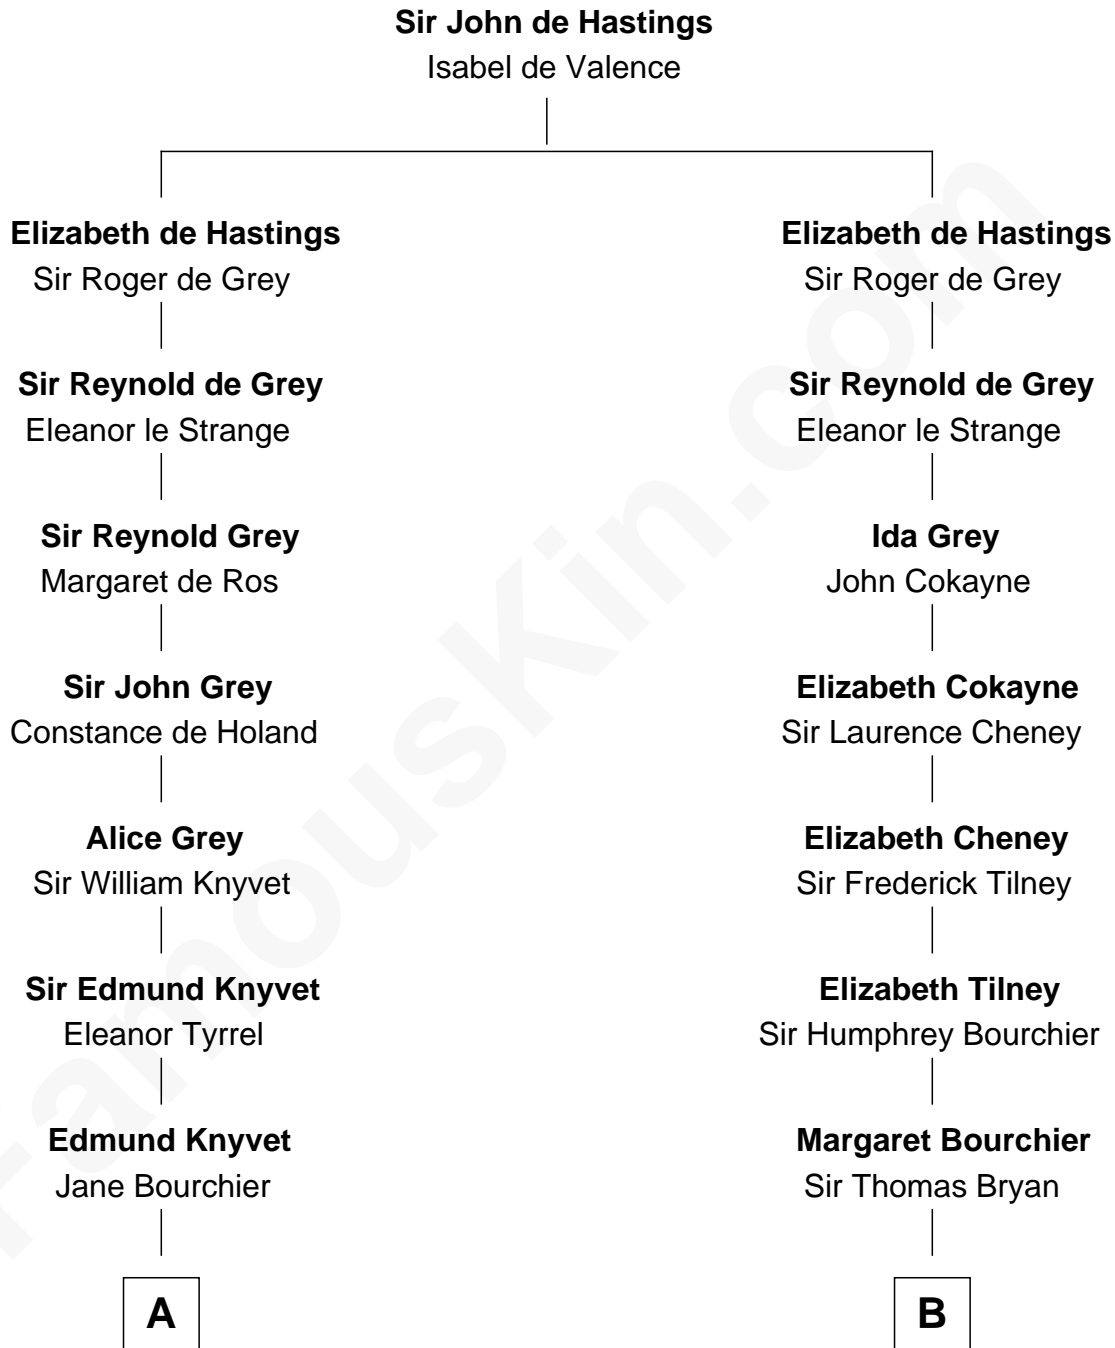 Sir John de Hastings
Isabel de Valence
Elizabeth de Hastings
Sir Roger de Grey
Sir Reynold de Grey
Eleanor le Strange
Sir Reynold Grey
Margaret de Ros
Sir John Grey
Constance de Holand
Alice Grey
Sir William Knyvet
Sir Edmund Knyvet
Eleanor Tyrrel
Edmund Knyvet
Jane Bourchier
A
Elizabeth de Hastings
Sir Roger de Grey
Sir Reynold de Grey
Eleanor le Strange
Ida Grey
John Cokayne
Elizabeth Cokayne
Sir Laurence Cheney
Elizabeth Cheney
Sir Frederick Tilney
Elizabeth Tilney
Sir Humphrey Bourchier
Margaret Bourchier
Sir Thomas Bryan
B
FamousKin.com